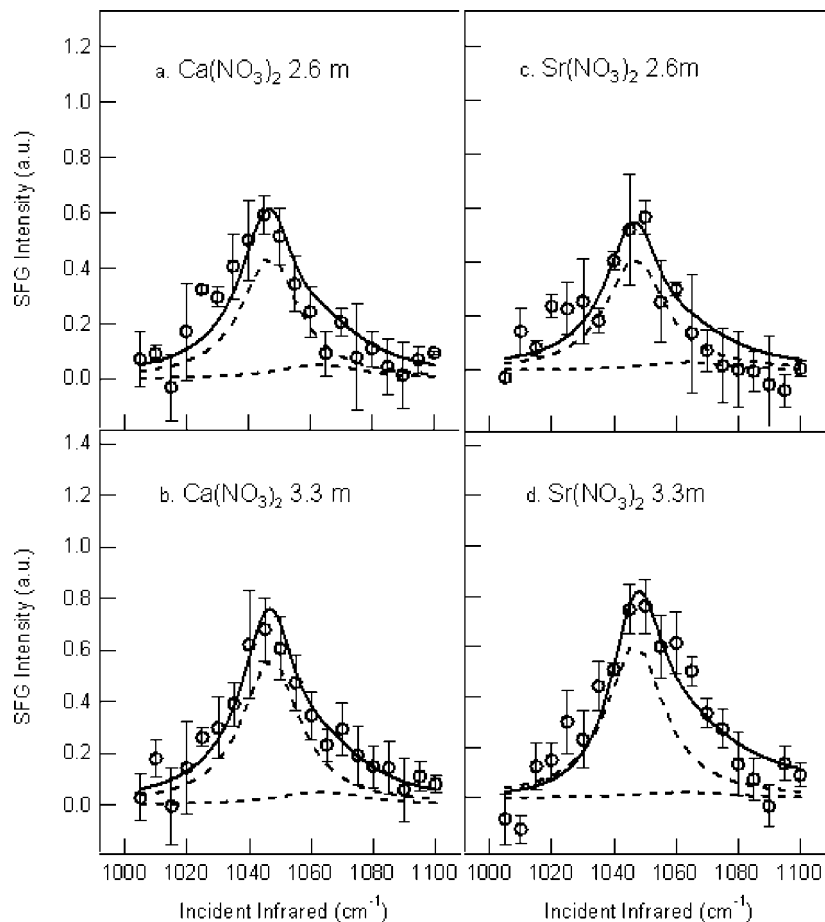 1.2
1.0
0.8
0.6
0.4
0.2
0.0
SFG Intensity (a.u.)
a. Ca(NO₃)₂ 2.6 m
c. Sr(NO₃)₂ 2.6m
1.4
1.2
1.0
0.8
0.6
0.4
0.2
0.0
SFG Intensity (a.u.)
b. Ca(NO₃)₂ 3.3 m
d. Sr(NO₃)₂ 3.3m
1000 1020 1040 1060 1080 1100
1000 1020 1040 1060 1080 1100
Incident Infrared (cm⁻¹)
Incident Infrared (cm⁻¹)